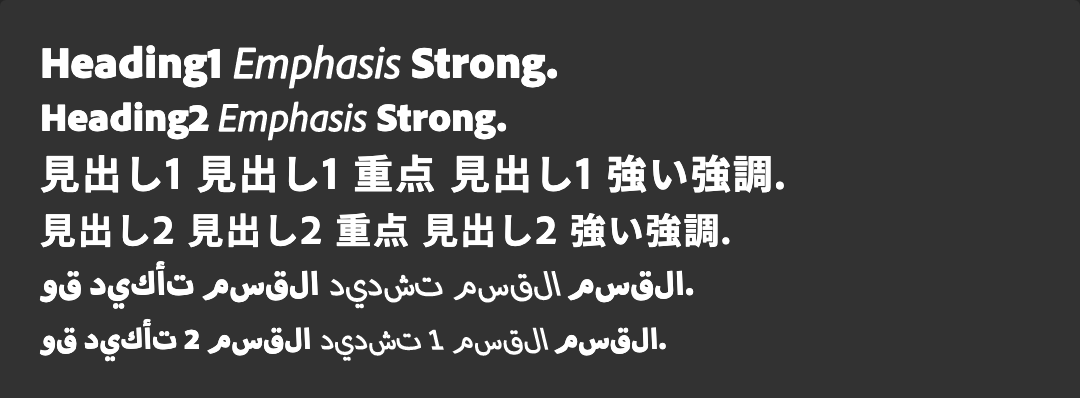 Heading1 Emphasis Strong.
Heading2 Emphasis Strong.
見出し1 見出し1 重点 見出し1 強い強調.
見出し2 見出し2 重点 見出し2 強い強調.
القسم القسم تشديد القسم تأكيد قو.
القسم القسم 1 تشديد القسم 2 تأكيد قو.